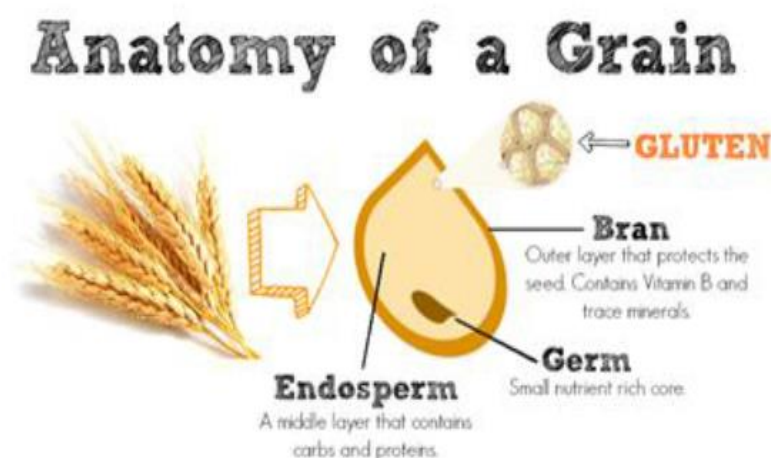 Anatomy of a Grain
GLUTEN
Bran
Outer layer that protects the
seed. Contains Vitamin B and
trace minerals.
Germ
Small nutrient rich core.
Endosperm
A middle layer that contains
carbs and proteins.